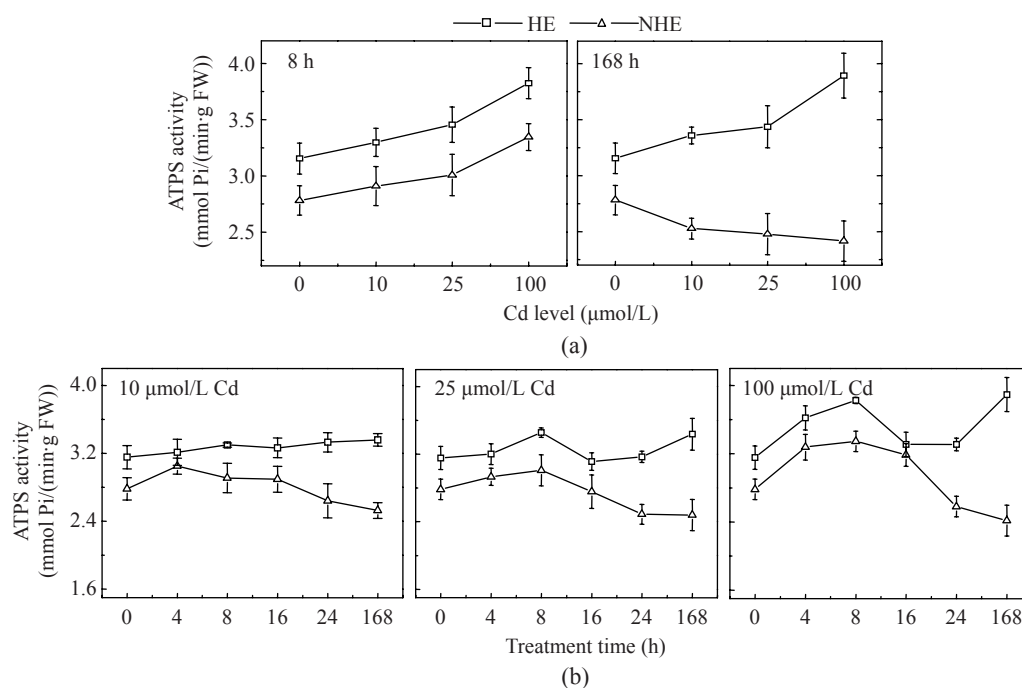 HE NHE
8 h 168 h
ATPS activity
(mmol Pi/(min·g FW))
4.0
3.5
3.0
2.5
0 10 25 100 0 10 25 100
Cd level (μmol/L)
(a)
10 μmol/L Cd 25 μmol/L Cd 100 μmol/L Cd
ATPS activity
(mmol Pi/(min·g FW))
4.0
3.2
2.4
1.6
0 4 8 16 24 168 0 4 8 16 24 168 0 4 8 16 24 168
Treatment time (h)
(b)